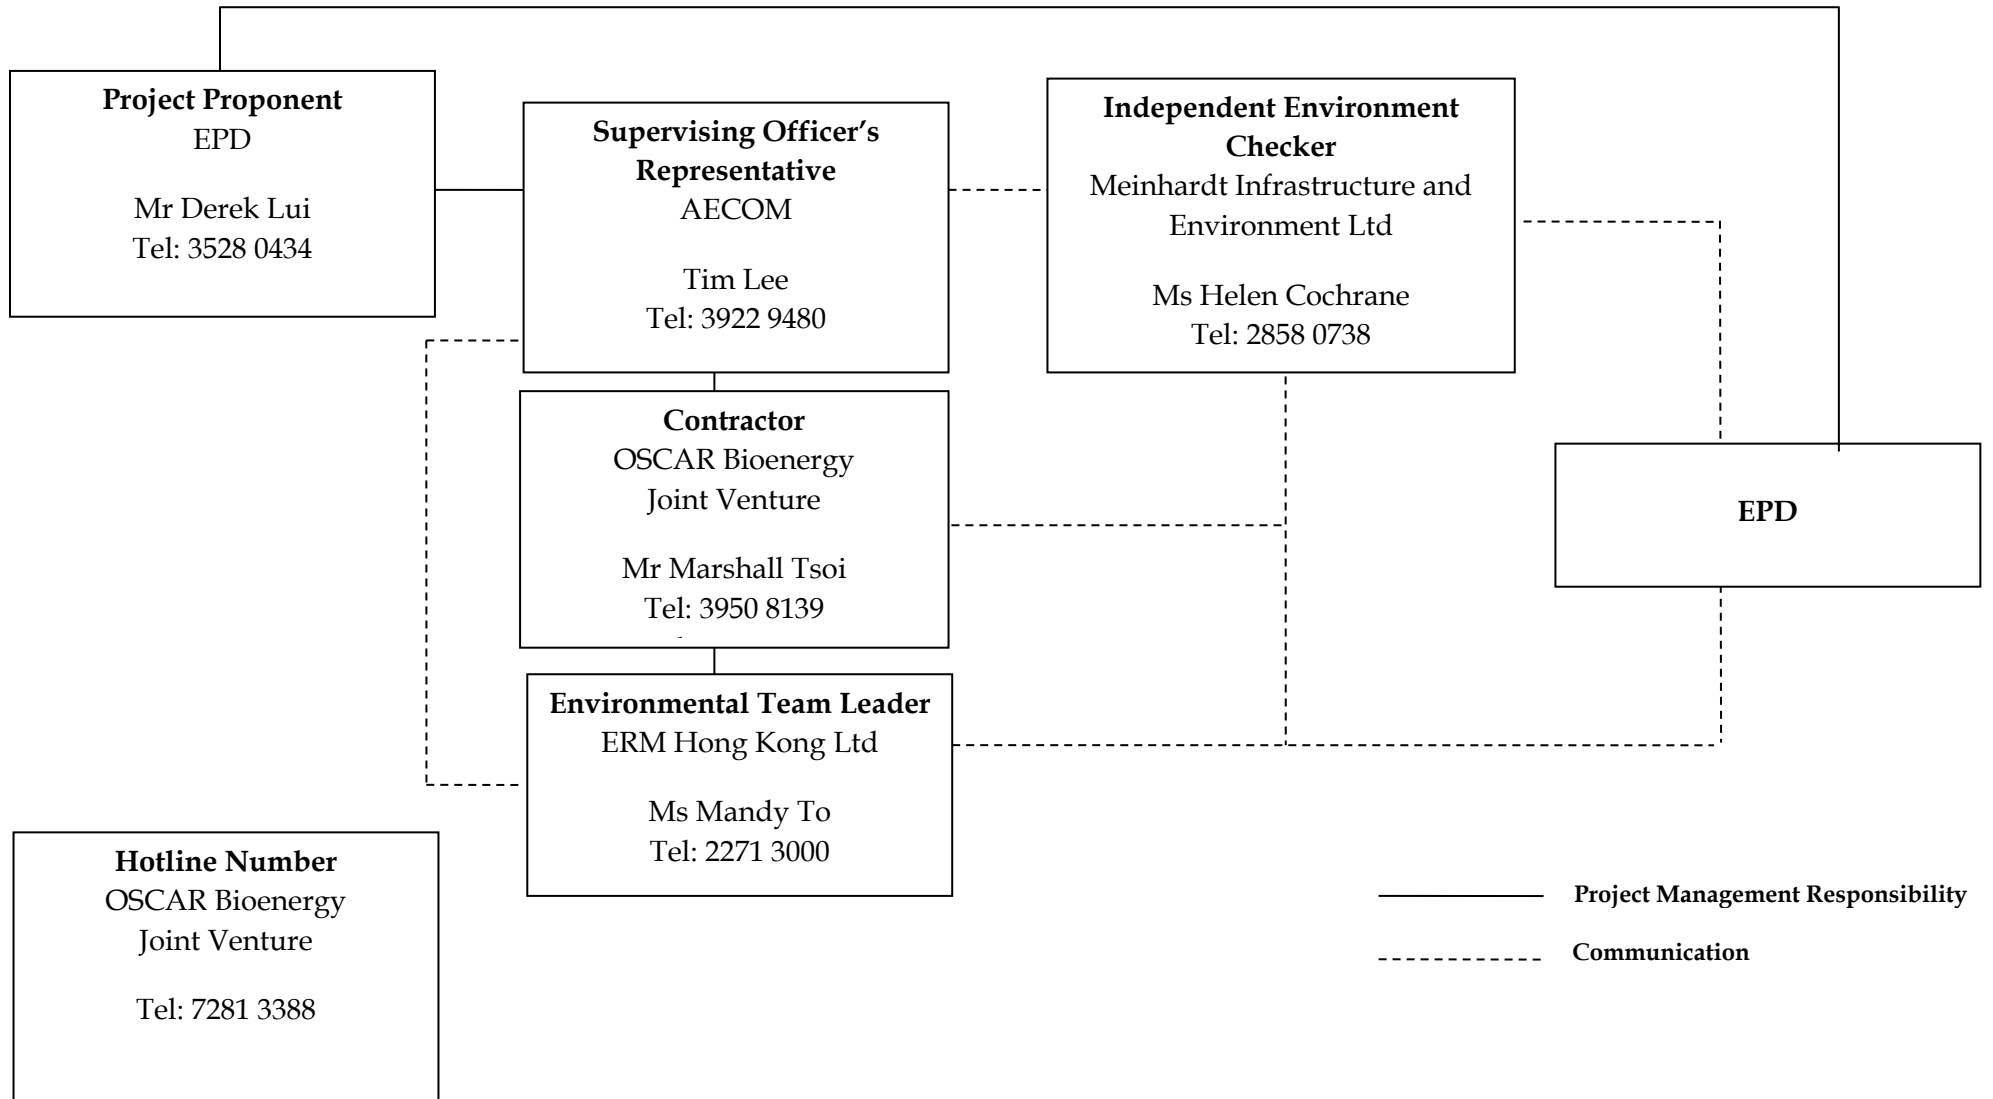 Project Proponent
EPD
Mr Derek Lui
Tel: 3528 0434
Supervising Officer’s
Representative
AECOM
Tim Lee
Tel: 3922 9480
Independent Environment
Checker
Meinhardt Infrastructure and
Environment Ltd
Ms Helen Cochrane
Tel: 2858 0738
Contractor
OSCAR Bioenergy
Joint Venture
Mr Marshall Tsoi
Tel: 3950 8139
EPD
Environmental Team Leader
ERM Hong Kong Ltd
Ms Mandy To
Tel: 2271 3000
Hotline Number
OSCAR Bioenergy
Joint Venture
Tel: 7281 3388
Project Management Responsibility
Communication